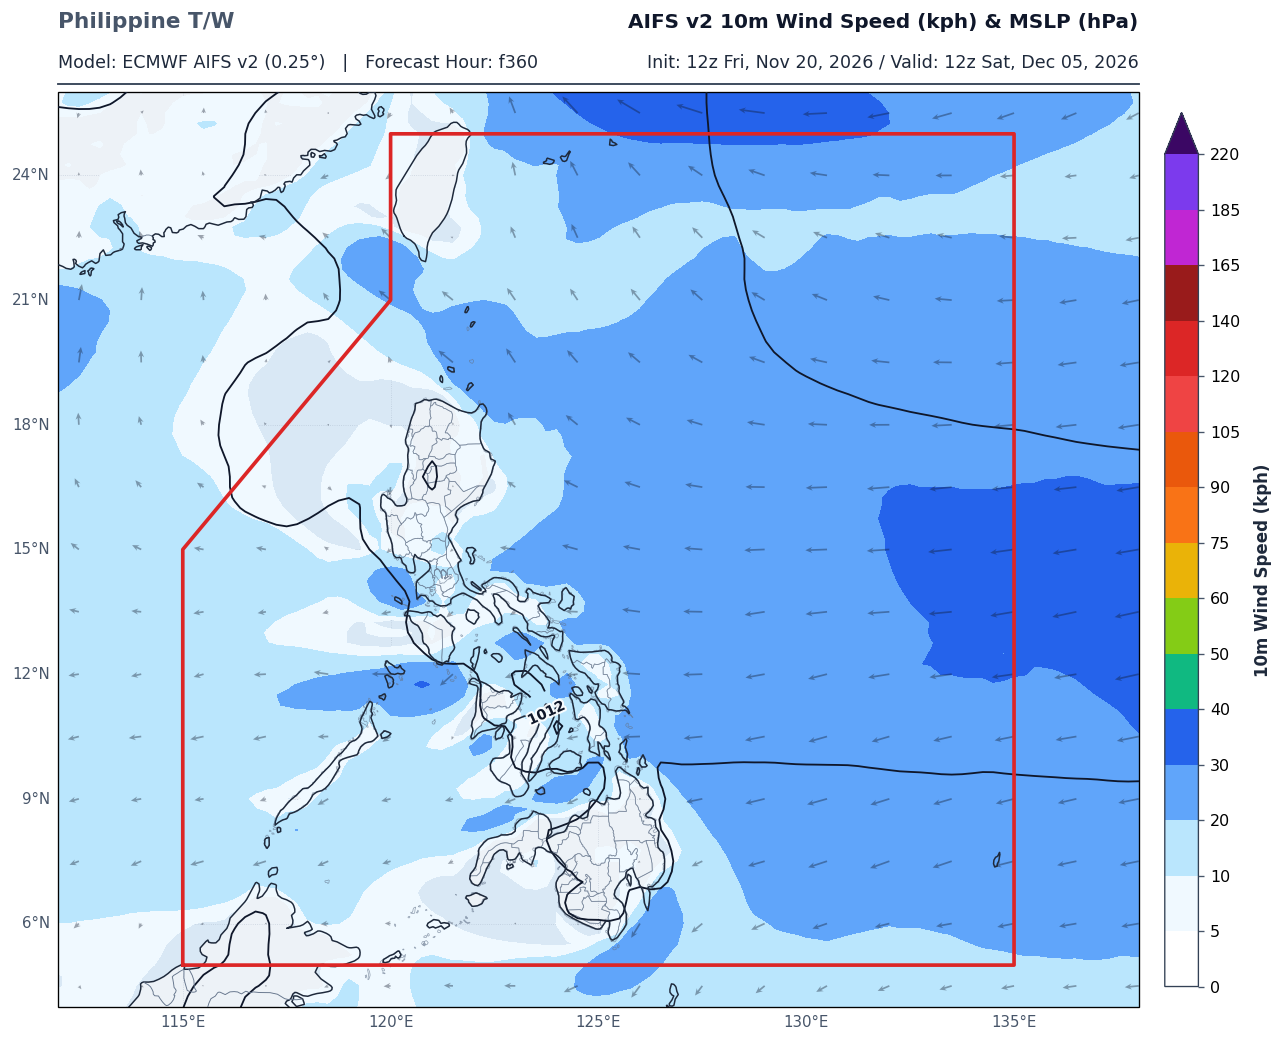 Philippine T/W
AIFS v2 10m Wind Speed (kph) & MSLP (hPa)
Model: ECMWF AIFS v2 (0.25°) | Forecast Hour: f360
Init: 12z Fri, Nov 20, 2026 / Valid: 12z Sat, Dec 05, 2026
24°N
21°N
18°N
15°N
12°N
9°N
6°N
1012
115°E
120°E
125°E
130°E
135°E
220
185
165
140
120
105
90
75
60
50
40
30
20
10
5
0
10m Wind Speed (kph)